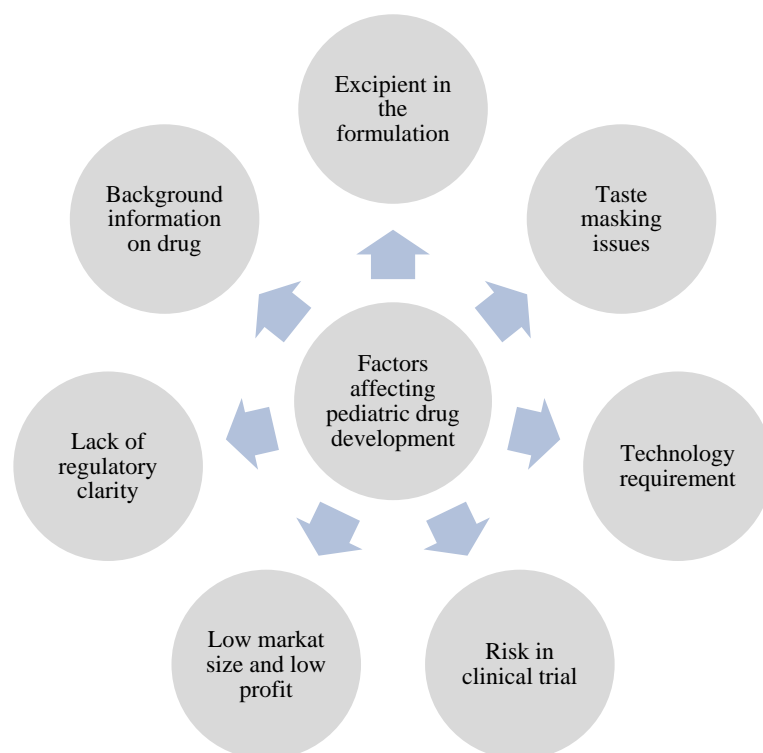 Excipient in
the
formulation
Taste
masking
issues
Technology
requirement
Risk in
clinical trial
Low markat
size and low
profit
Lack of
regulatory
clarity
Background
information
on drug
Factors
affecting
pediatric drug
development